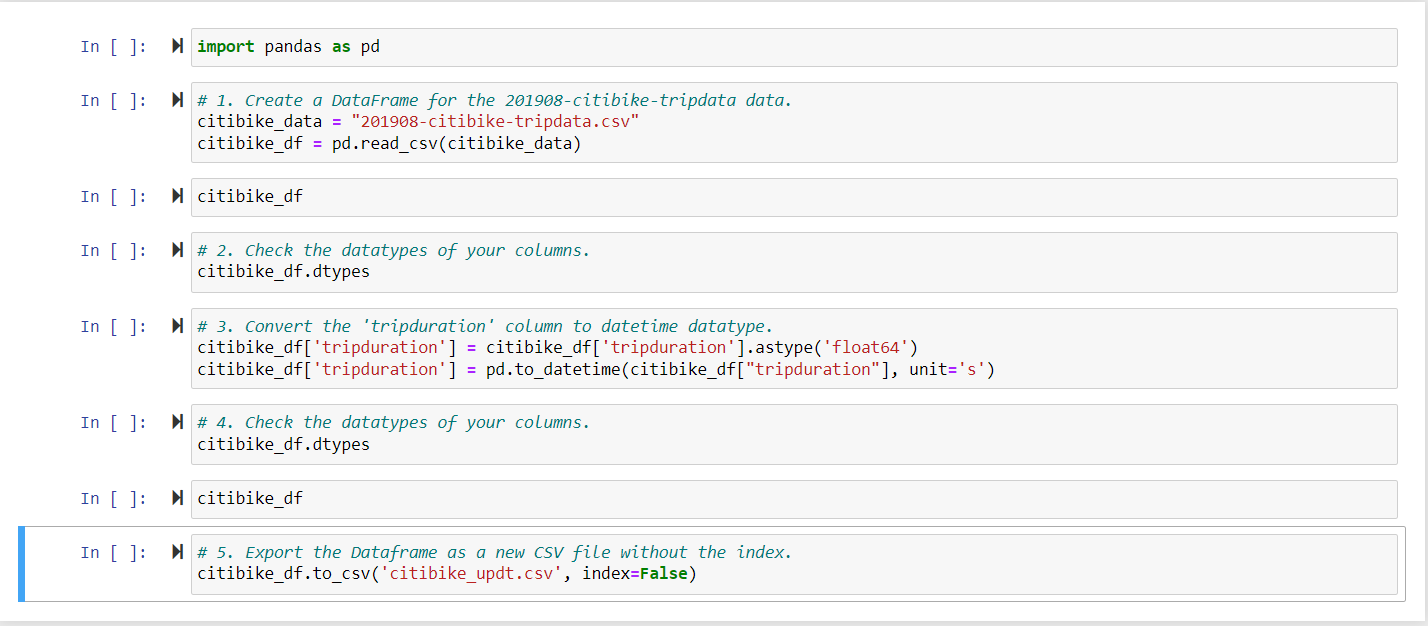 In [ ]: import pandas as pd
In [ ]: # 1. Create a DataFrame for the 201908-citibike-tripdata data.
citibike_data = "201908-citibike-tripdata.csv"
citibike_df = pd.read_csv(citibike_data)
In [ ]: citibike_df
In [ ]: # 2. Check the datatypes of your columns.
citibike_df.dtypes
In [ ]: # 3. Convert the 'tripduration' column to datetime datatype.
citibike_df['tripduration'] = citibike_df['tripduration'].astype('float64')
citibike_df['tripduration'] = pd.to_datetime(citibike_df["tripduration"], unit='s')
In [ ]: # 4. Check the datatypes of your columns.
citibike_df.dtypes
In [ ]: citibike_df
In [ ]: # 5. Export the Dataframe as a new CSV file without the index.
citibike_df.to_csv('citibike_updt.csv', index=False)